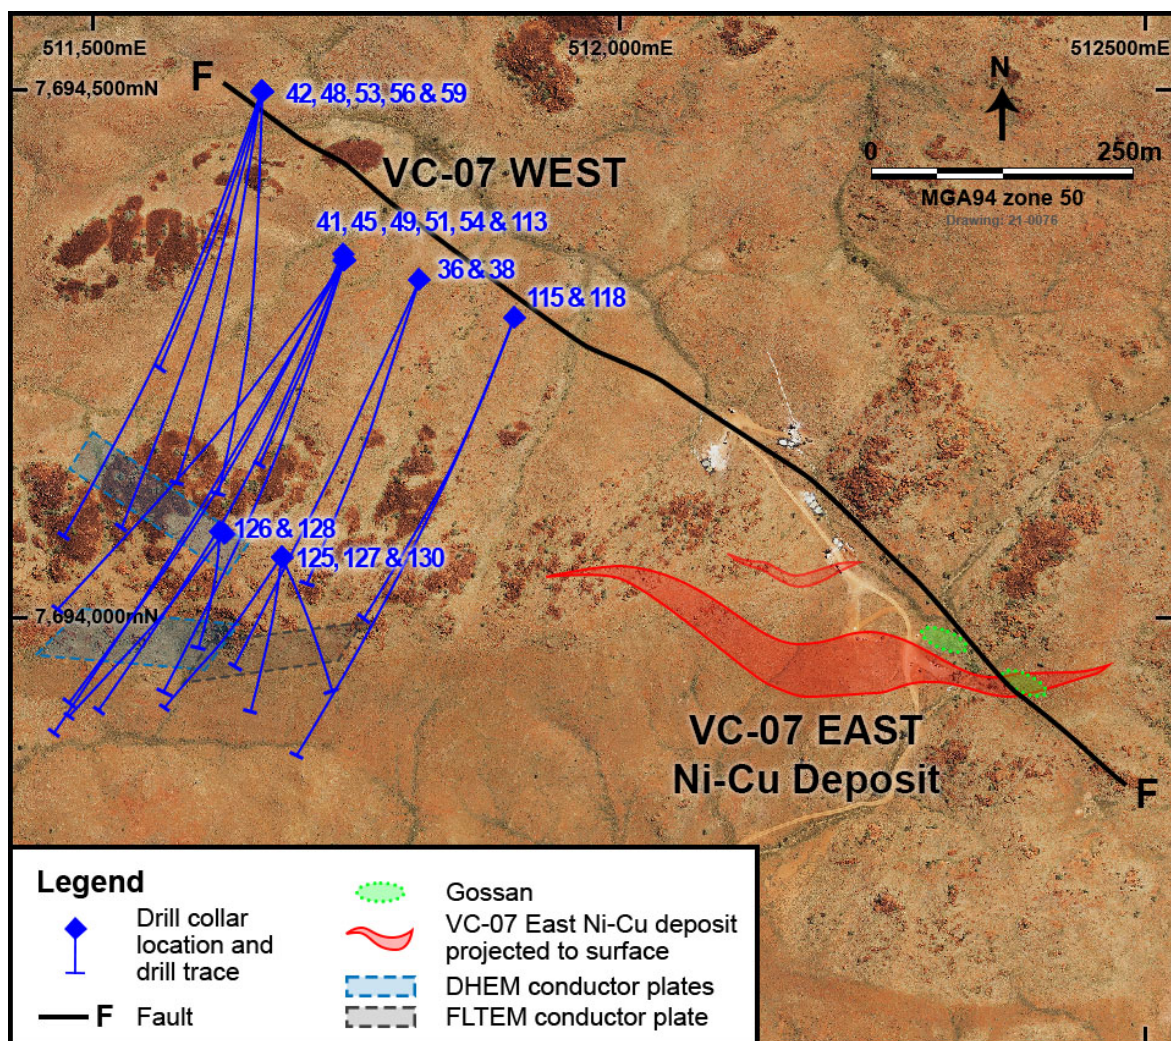 511,500mE
512,000mE
512500mE
F
7,694,500mN
42, 48, 53, 56 & 59
N
0
250m
VC-07 WEST
MGA94 zone 50
Drawing: 21-0076
41, 45 , 49, 51, 54 & 113
36 & 38
115 & 118
126 & 128
125, 127 & 130
7,694,000mN
VC-07 EAST
Ni-Cu Deposit
F
Legend
Drill collar
location and
drill trace
F Fault
Gossan
VC-07 East Ni-Cu deposit
projected to surface
DHEM conductor plates
FLTEM conductor plate